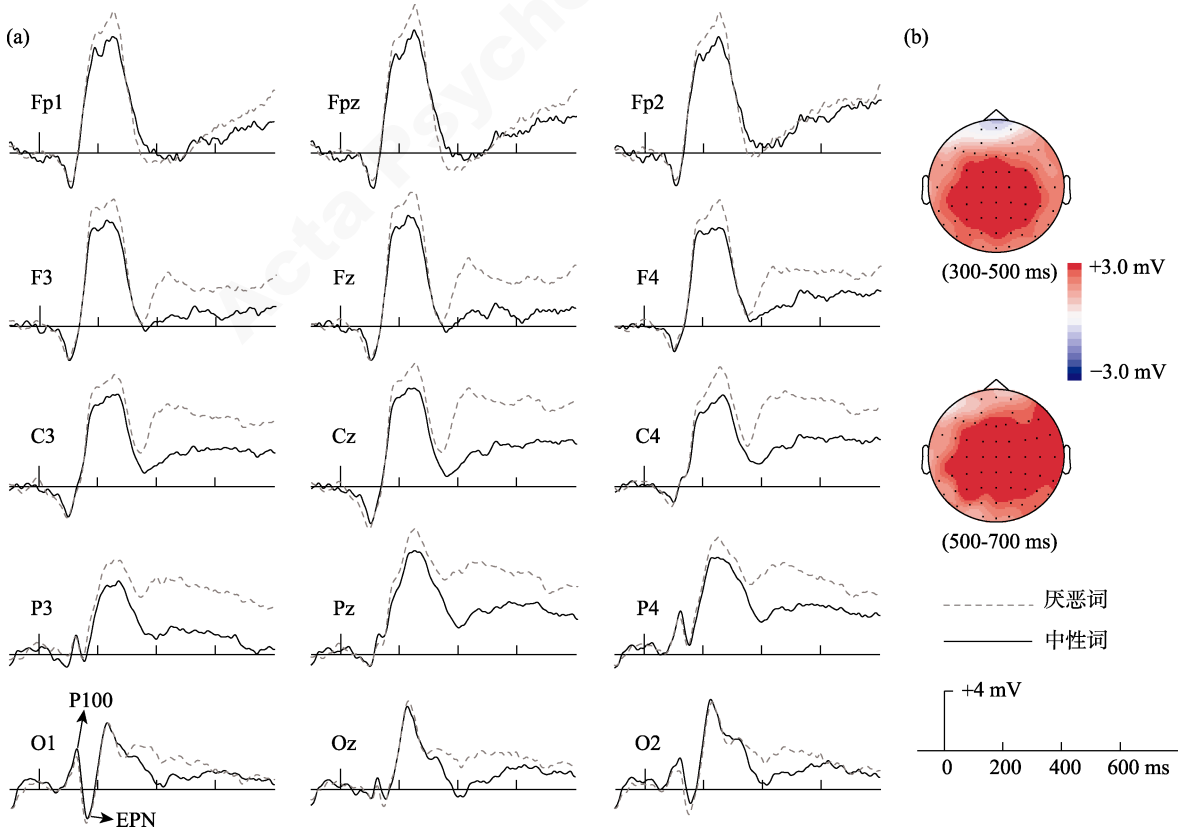 (a)
(b)
Fp1
Fpz
Fp2
F3
Fz
F4
(300-500 ms)
+3.0 mV
−3.0 mV
C3
Cz
C4
(500-700 ms)
P3
Pz
P4
厌恶词
中性词
P100
O1
Oz
O2
EPN
+4 mV
0 200 400 600 ms
Acta Psycho